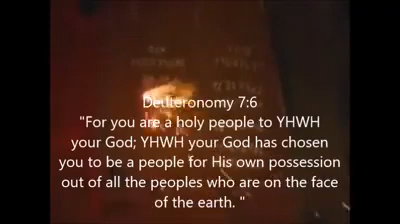 Deuteronomy 7:6
"For you are a holy people to YHWH
your God; YHWH your God has chosen
you to be a people for His own possession
out of all the peoples who are on the face
of the earth. "